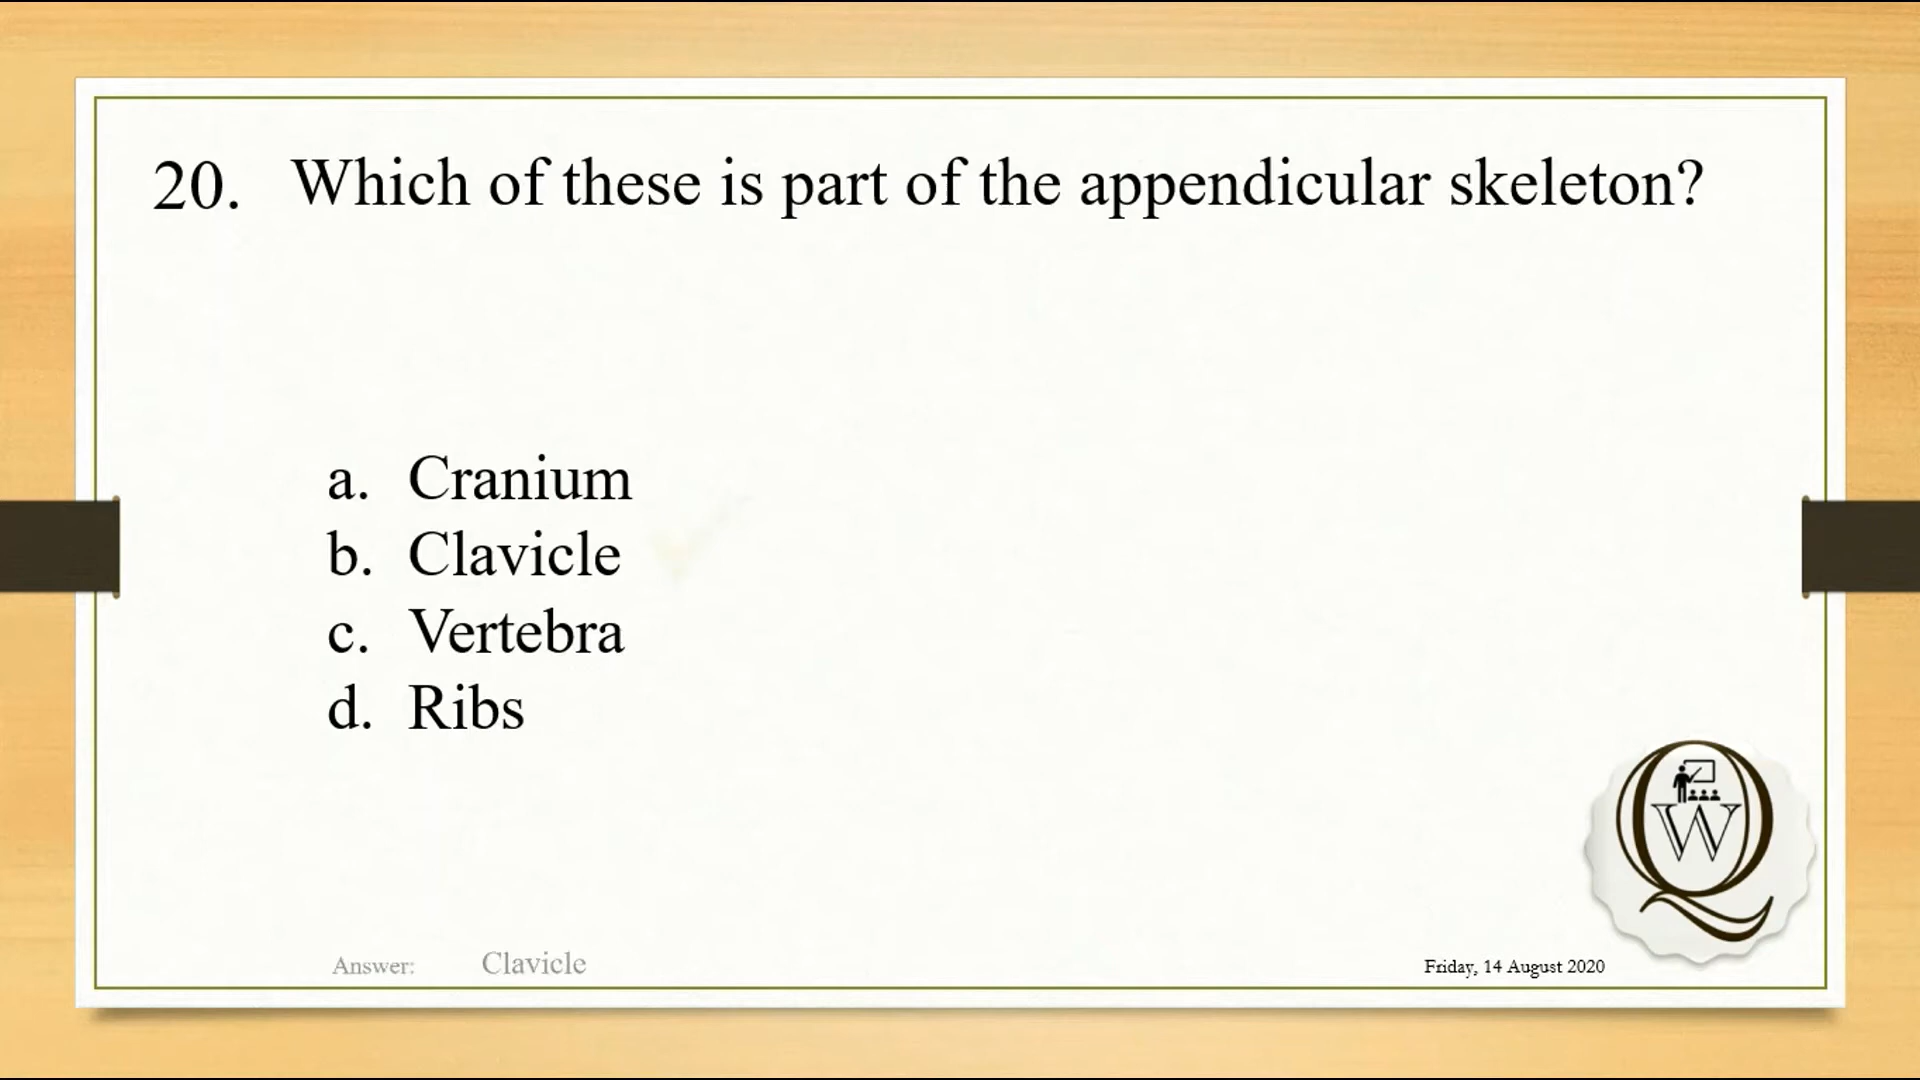 20. Which of these is part of the appendicular skeleton?
a. Cranium
b. Clavicle
c. Vertebra
d. Ribs
QW
Answer: Clavicle
Friday, 14 August 2020